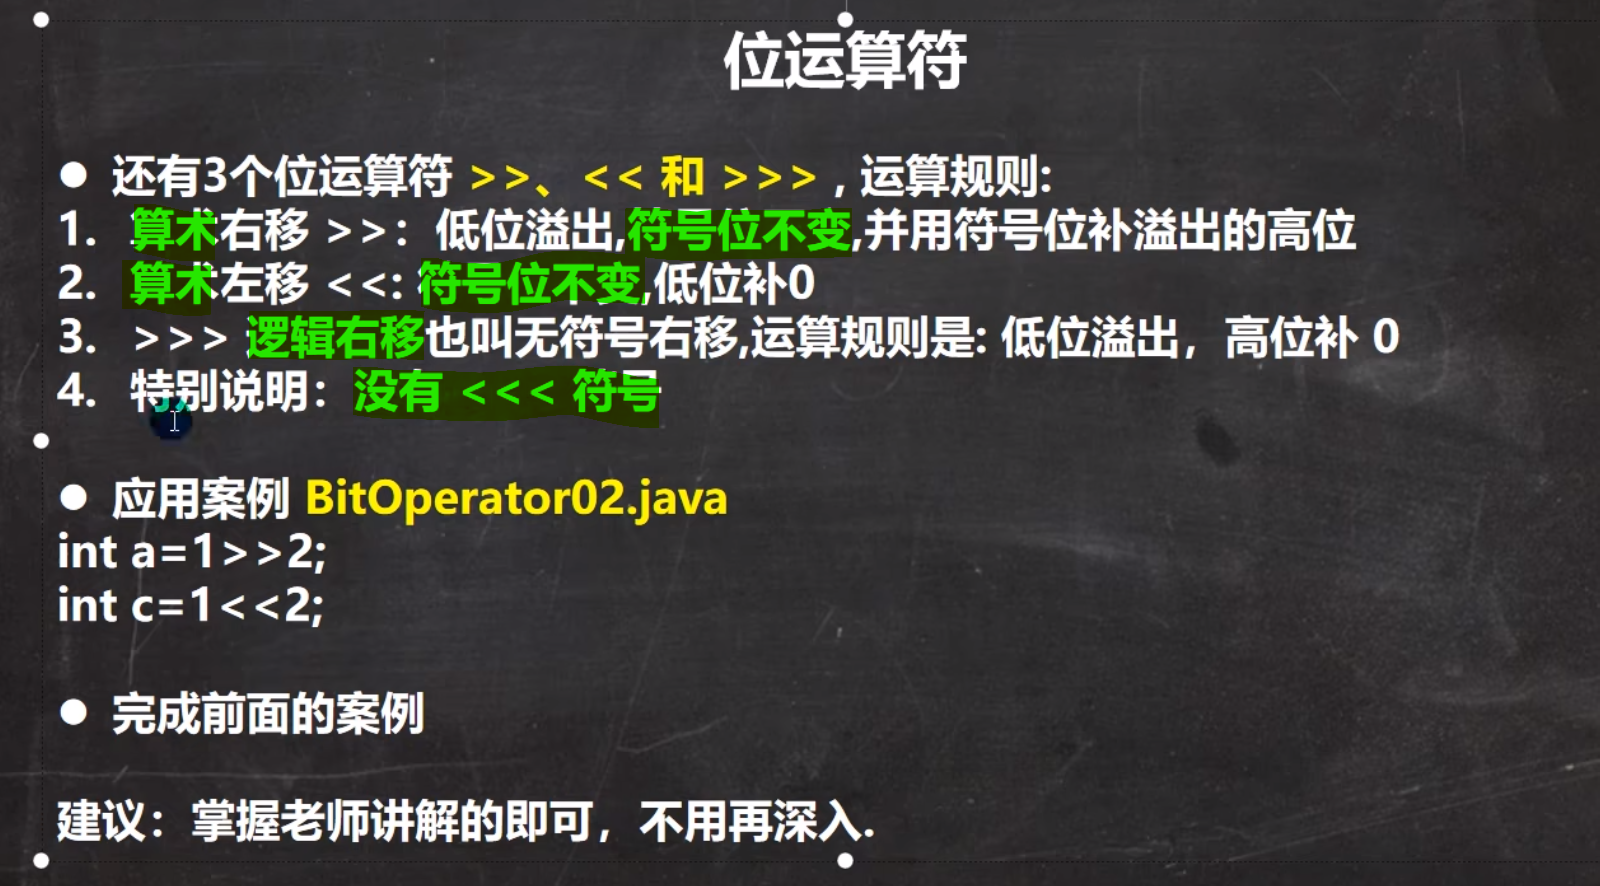 位运算符
● 还有3个位运算符 >>、<< 和 >>> , 运算规则:
1. 算术右移 >>：低位溢出,符号位不变,并用符号位补溢出的高位
2. 算术左移 <<: 符号位不变,低位补0
3. >>> 逻辑右移也叫无符号右移,运算规则是: 低位溢出，高位补 0
4. 特别说明：没有 <<< 符号
● 应用案例 BitOperator02.java
int a=1>>2;
int c=1<<2;
● 完成前面的案例
建议：掌握老师讲解的即可，不用再深入.